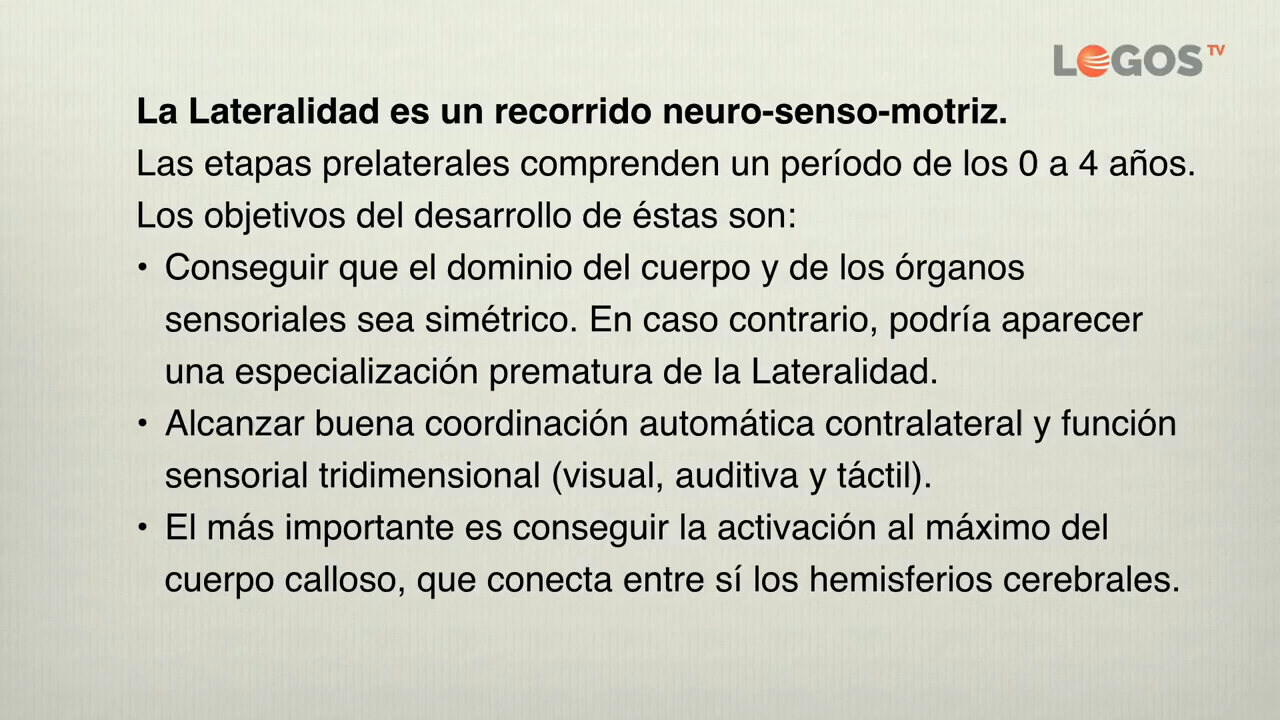 LOGOS TV
La Lateralidad es un recorrido neuro-senso-motriz.
Las etapas prelaterales comprenden un período de los 0 a 4 años.
Los objetivos del desarrollo de éstas son:
• Conseguir que el dominio del cuerpo y de los órganos
sensoriales sea simétrico. En caso contrario, podría aparecer
una especialización prematura de la Lateralidad.
• Alcanzar buena coordinación automática contralateral y función
sensorial tridimensional (visual, auditiva y táctil).
• El más importante es conseguir la activación al máximo del
cuerpo calloso, que conecta entre sí los hemisferios cerebrales.